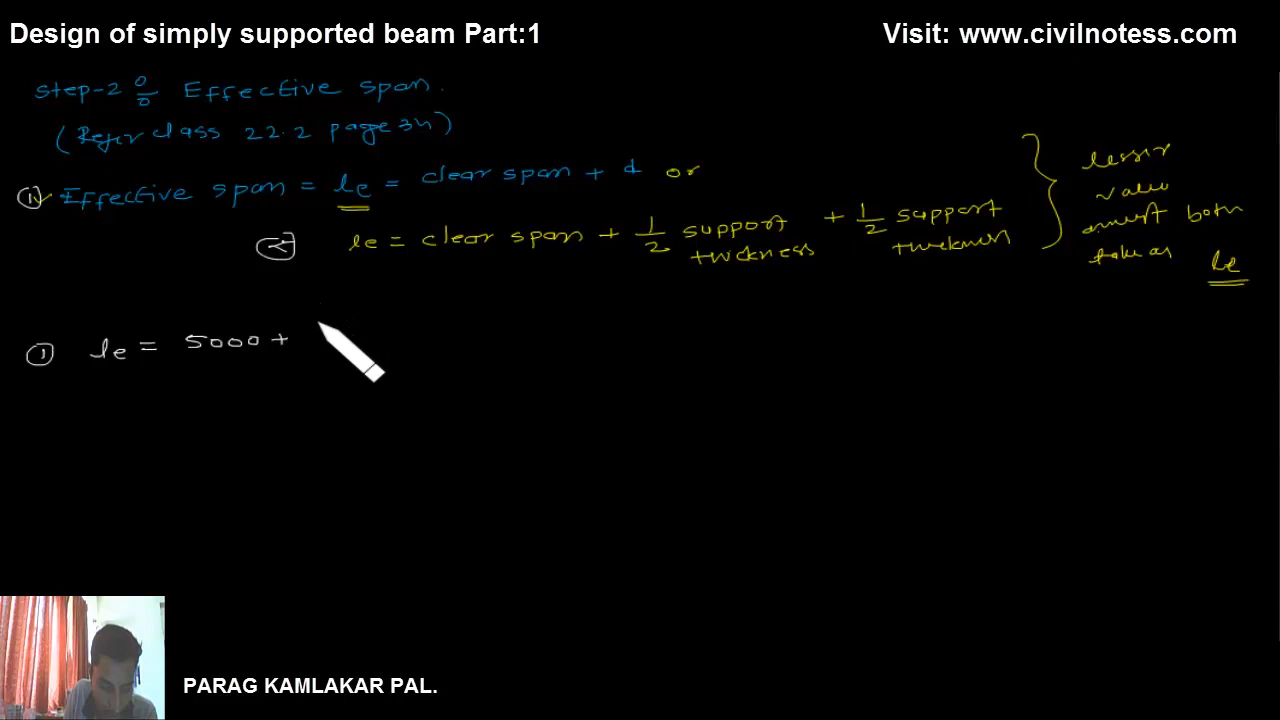 Design of simply supported beam Part:1
Visit: www.civilnotess.com
Step-2 % Effective span.
(Refer class 22.2 page 34)
① Effective span = le = clear span + d or
② le = clear span + 1/2 support thickness + 1/2 support thickness
lesser
value
amust both
take as le
① le = 5000 +
PARAG KAMLAKAR PAL.